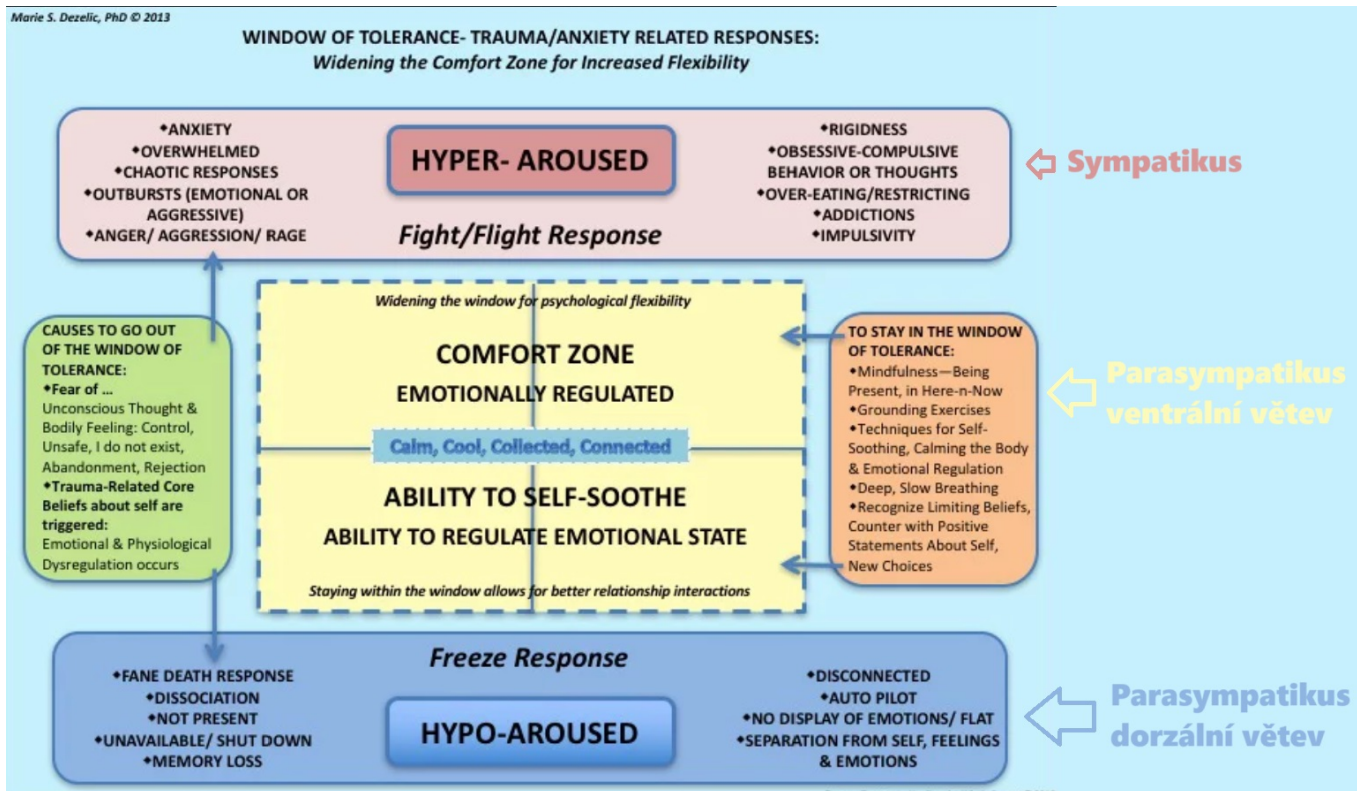 Marie S. Dezelic, PhD © 2013
WINDOW OF TOLERANCE- TRAUMA/ANXIETY RELATED RESPONSES:
Widening the Comfort Zone for Increased Flexibility
◆ANXIETY
◆OVERWHELMED
◆CHAOTIC RESPONSES
◆OUTBURSTS (EMOTIONAL OR
AGGRESSIVE)
◆ANGER/ AGGRESSION/ RAGE
HYPER- AROUSED
Fight/Flight Response
◆RIGIDNESS
◆OBSESSIVE-COMPULSIVE
BEHAVIOR OR THOUGHTS
◆OVER-EATING/RESTRICTING
◆ADDICTIONS
◆IMPULSIVITY
Sympatikus
CAUSES TO GO OUT
OF THE WINDOW OF
TOLERANCE:
◆Fear of ...
Unconscious Thought &
Bodily Feeling: Control,
Unsafe, I do not exist,
Abandonment, Rejection
◆Trauma-Related Core
Beliefs about self are
triggered:
Emotional & Physiological
Dysregulation occurs
Widening the window for psychological flexibility
COMFORT ZONE
EMOTIONALLY REGULATED
Calm, Cool, Collected, Connected
ABILITY TO SELF-SOOTHE
ABILITY TO REGULATE EMOTIONAL STATE
Staying within the window allows for better relationship interactions
TO STAY IN THE WINDOW
OF TOLERANCE:
◆Mindfulness—Being
Present, in Here-n-Now
◆Grounding Exercises
◆Techniques for Self-
Soothing, Calming the Body
& Emotional Regulation
◆Deep, Slow Breathing
◆Recognize Limiting Beliefs,
Counter with Positive
Statements About Self,
New Choices
Parasympatikus
ventrální větev
◆FANE DEATH RESPONSE
◆DISSOCIATION
◆NOT PRESENT
◆UNAVAILABLE/ SHUT DOWN
◆MEMORY LOSS
Freeze Response
HYPO-AROUSED
◆DISCONNECTED
◆AUTO PILOT
◆NO DISPLAY OF EMOTIONS/ FLAT
◆SEPARATION FROM SELF, FEELINGS
& EMOTIONS
Parasympatikus
dorzální větev